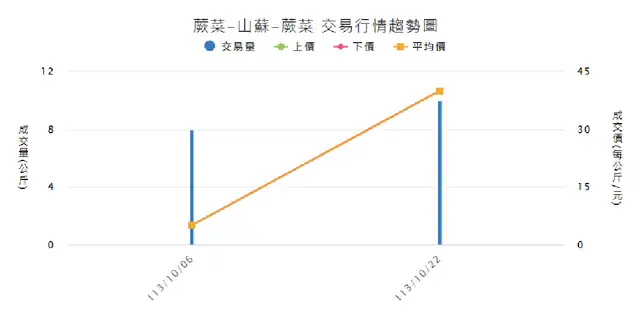 蕨菜–山蘇–蕨菜 交易行情趨勢圖
交易量 上價 下價 平均價
12 45
8 30
4 15
0 0
成交量(公斤)
成交價(每公斤/元)
113/10/06 113/10/22